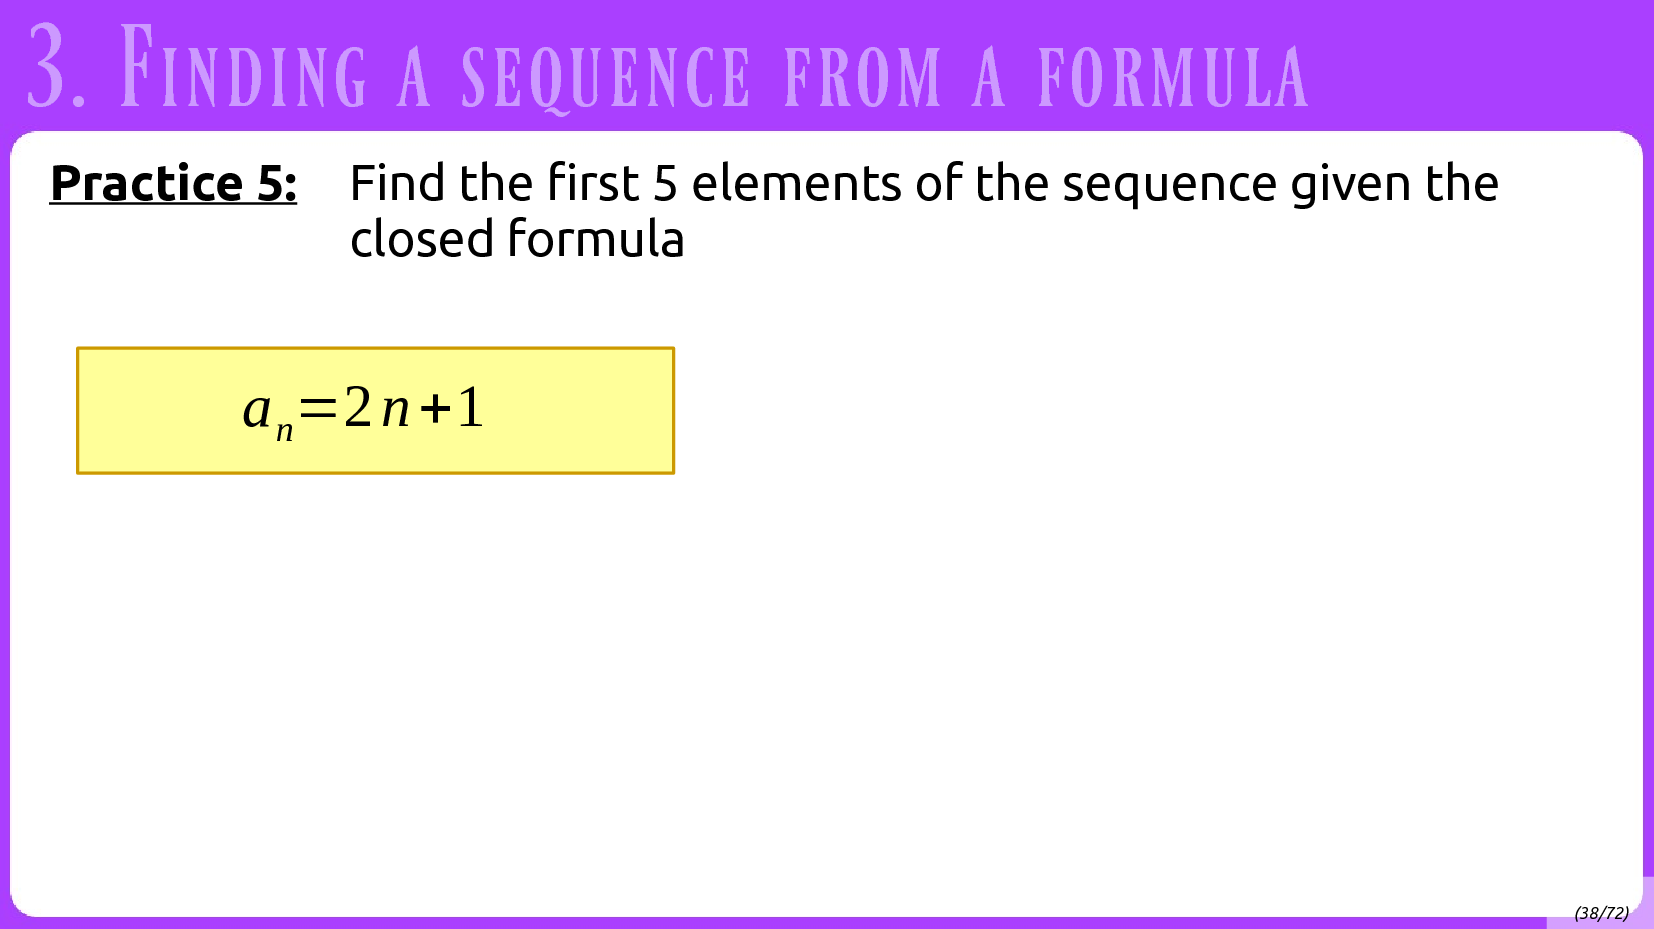 3. Finding a sequence from a formula
Practice 5: Find the first 5 elements of the sequence given the
closed formula
aₙ=2n+1
(38/72)